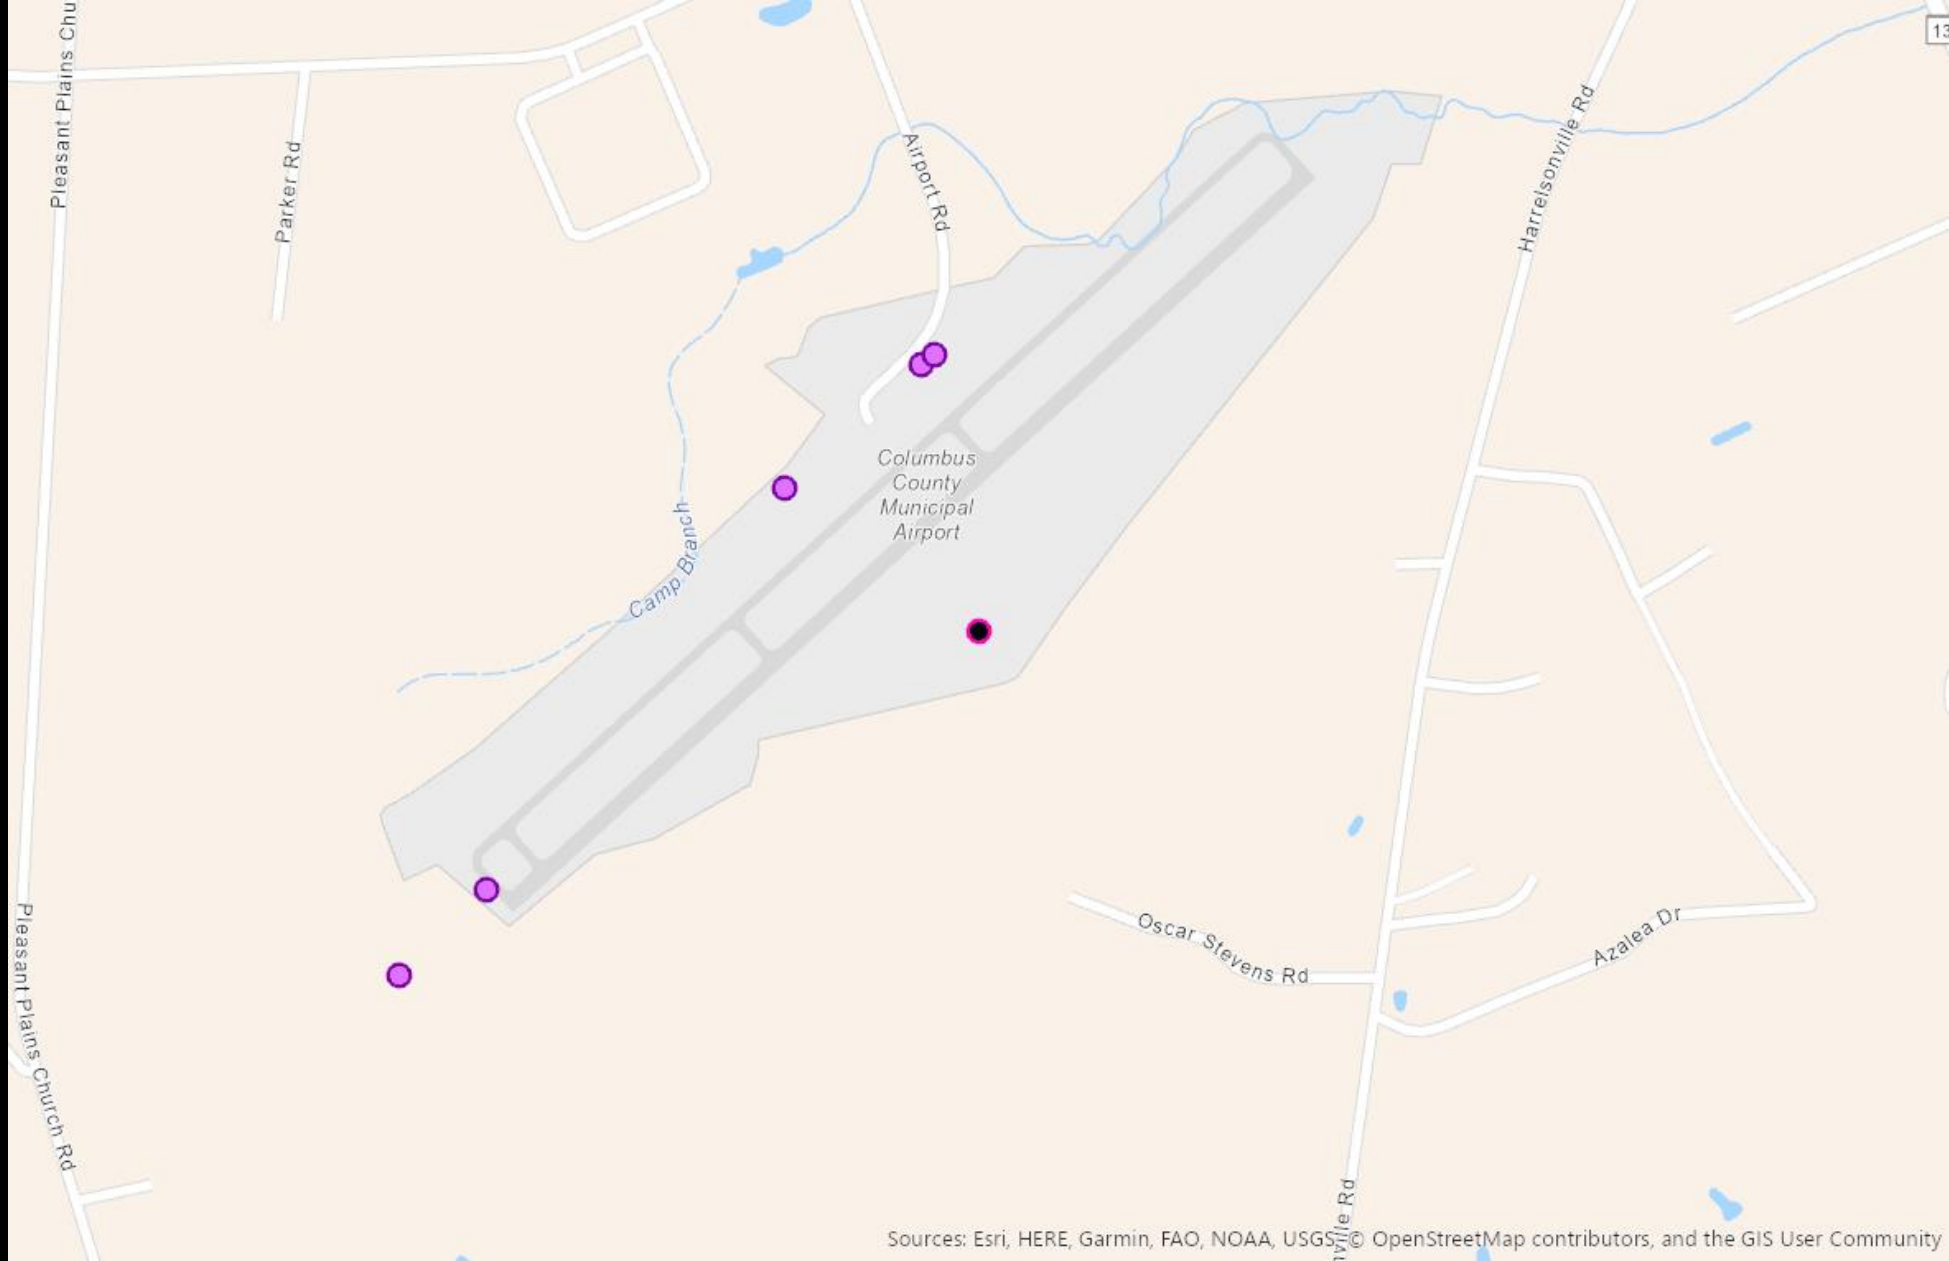 Pleasant Plains Chu
13
Parker Rd
Airport Rd
Harrelsonville Rd
Columbus
County
Municipal
Airport
Camp Branch
Oscar Stevens Rd
Azalea Dr
Pleasant Plains Church Rd
nville Rd
Sources: Esri, HERE, Garmin, FAO, NOAA, USGS, © OpenStreetMap contributors, and the GIS User Community